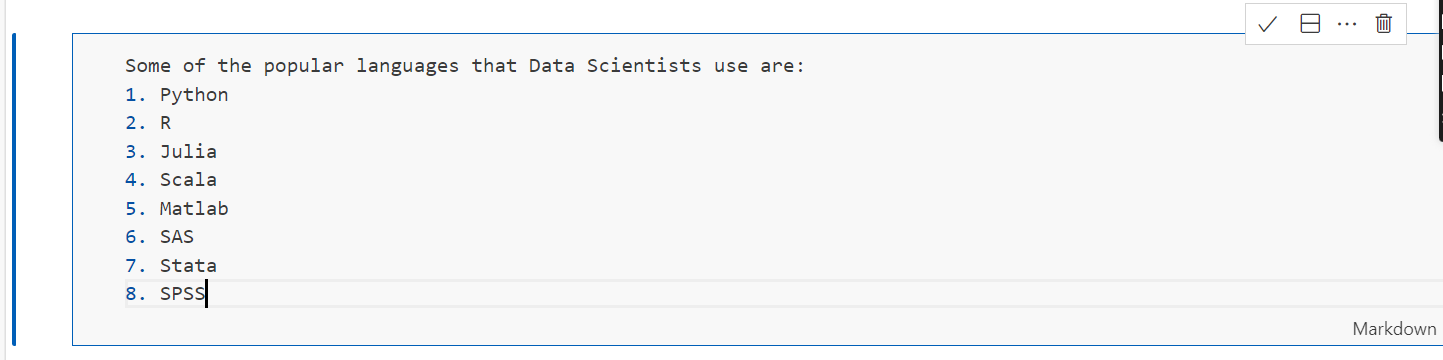 Some of the popular languages that Data Scientists use are:
1. Python
2. R
3. Julia
4. Scala
5. Matlab
6. SAS
7. Stata
8. SPSS
Markdown